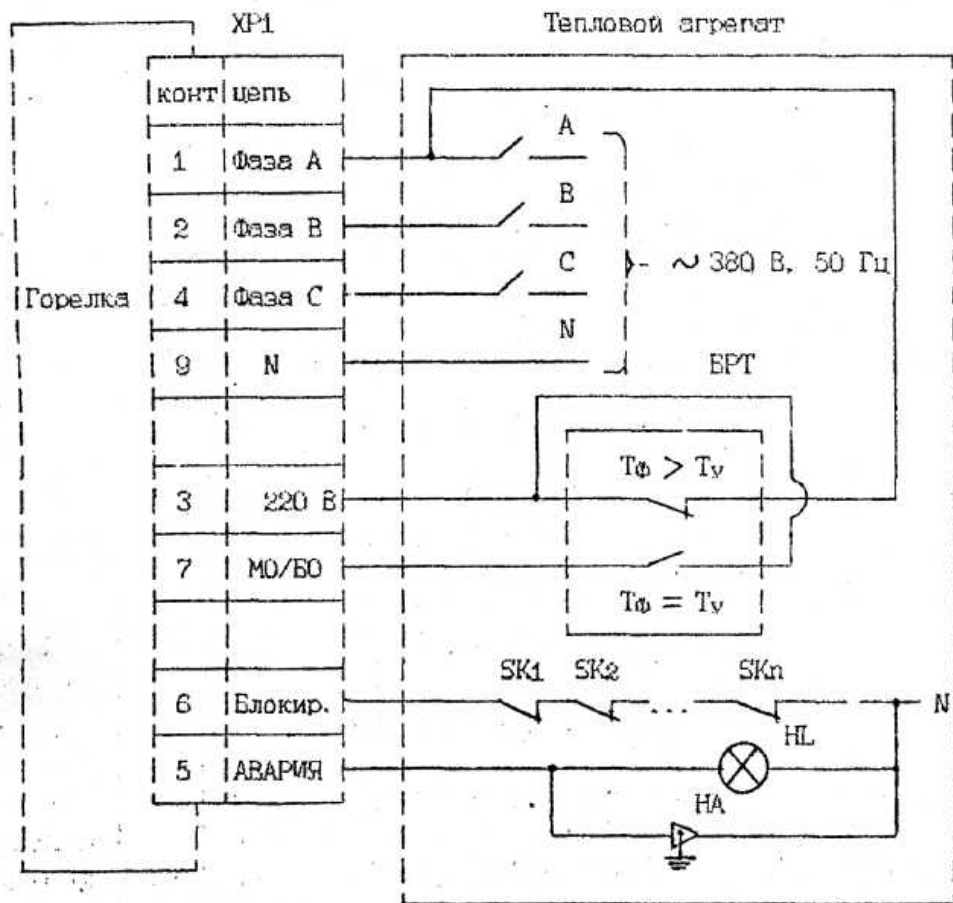 XP1
Тепловой агрегат
конт цепь
1 Фаза А
А
2 Фаза В
В
4 Фаза С
С
~ 380 В, 50 Гц
Горелка
9 N
N
БРТ
Тф > Ту
3 220 В
7 МО/БО
Тф = Ту
SK1 SK2 ... SKn
6 Блокир.
N
HL
5 АВАРИЯ
HA